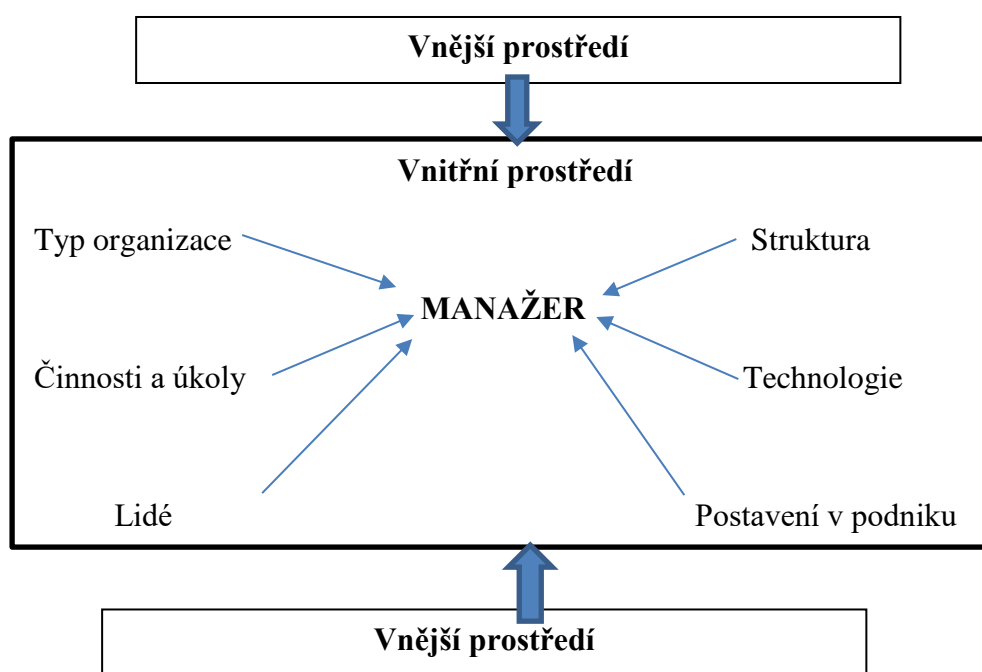 Vnější prostředí
Vnitřní prostředí
Typ organizace
Struktura
MANAŽER
Činnosti a úkoly
Technologie
Lidé
Postavení v podniku
Vnější prostředí